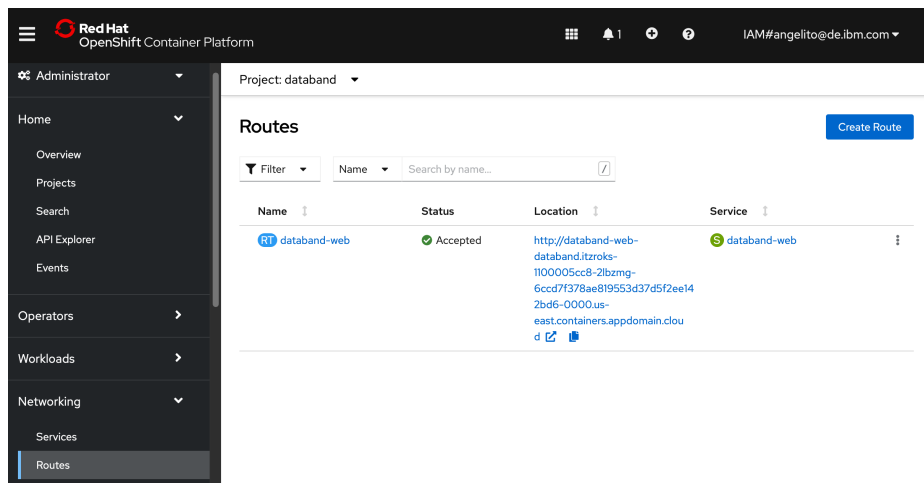 Red Hat
OpenShift Container Platform
1
IAM#angelito@de.ibm.com
Administrator
Project: databand
Home
Overview
Projects
Search
API Explorer
Events
Operators
Workloads
Networking
Services
Routes
Routes
Create Route
Filter
Name
Search by name...
/
Name
Status
Location
Service
RT databand-web
Accepted
http://databand-web-
databand.itzroks-
1100005cc8-2lbzmg-
6ccd7f378ae819553d37d5f2ee14
2bd6-0000.us-
east.containers.appdomain.clou
d
S databand-web